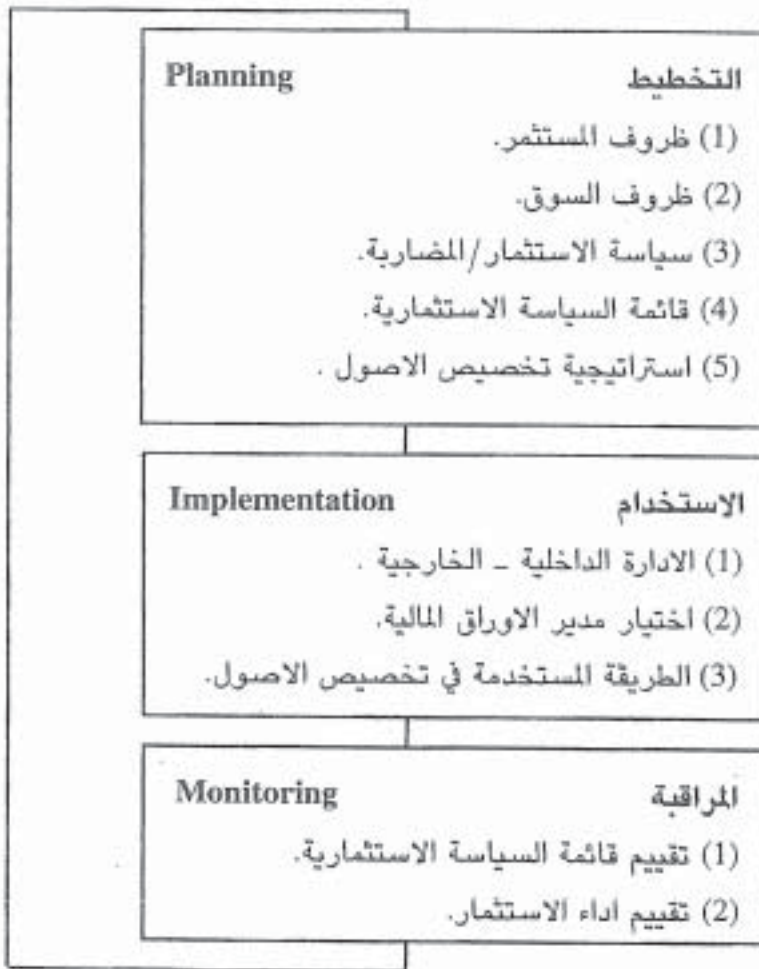 التخطيط Planning
(1) ظروف المستثمر.
(2) ظروف السوق.
(3) سياسة الاستثمار/المضاربة.
(4) قائمة السياسة الاستثمارية.
(5) استراتيجية تخصيص الاصول .
الاستخدام Implementation
(1) الادارة الداخلية - الخارجية .
(2) اختيار مدير الاوراق المالية.
(3) الطريقة المستخدمة في تخصيص الاصول.
المراقبة Monitoring
(1) تقييم قائمة السياسة الاستثمارية.
(2) تقييم اداء الاستثمار.